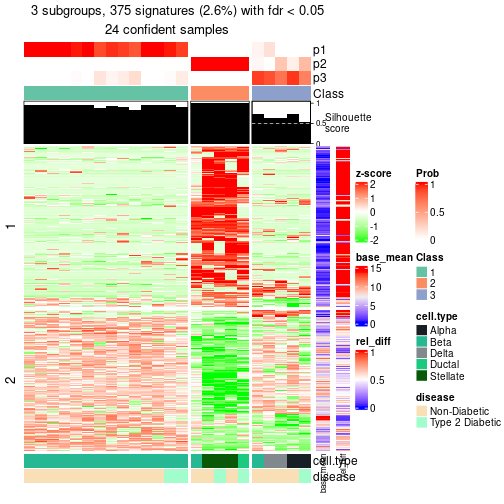 3 subgroups, 375 signatures (2.6%) with fdr < 0.05
24 confident samples
p1
p2
p3
Class
1
0.5
0
Silhouette
score
1
2
z-score
2
1
0
-1
-2
Prob
1
0.5
0
base_mean
15
10
5
0
Class
1
2
3
rel_diff
1
0.5
0
cell.type
Alpha
Beta
Delta
Ductal
Stellate
disease
Non-Diabetic
Type 2 Diabetic
cell.type
disease
base_mean
rel_diff